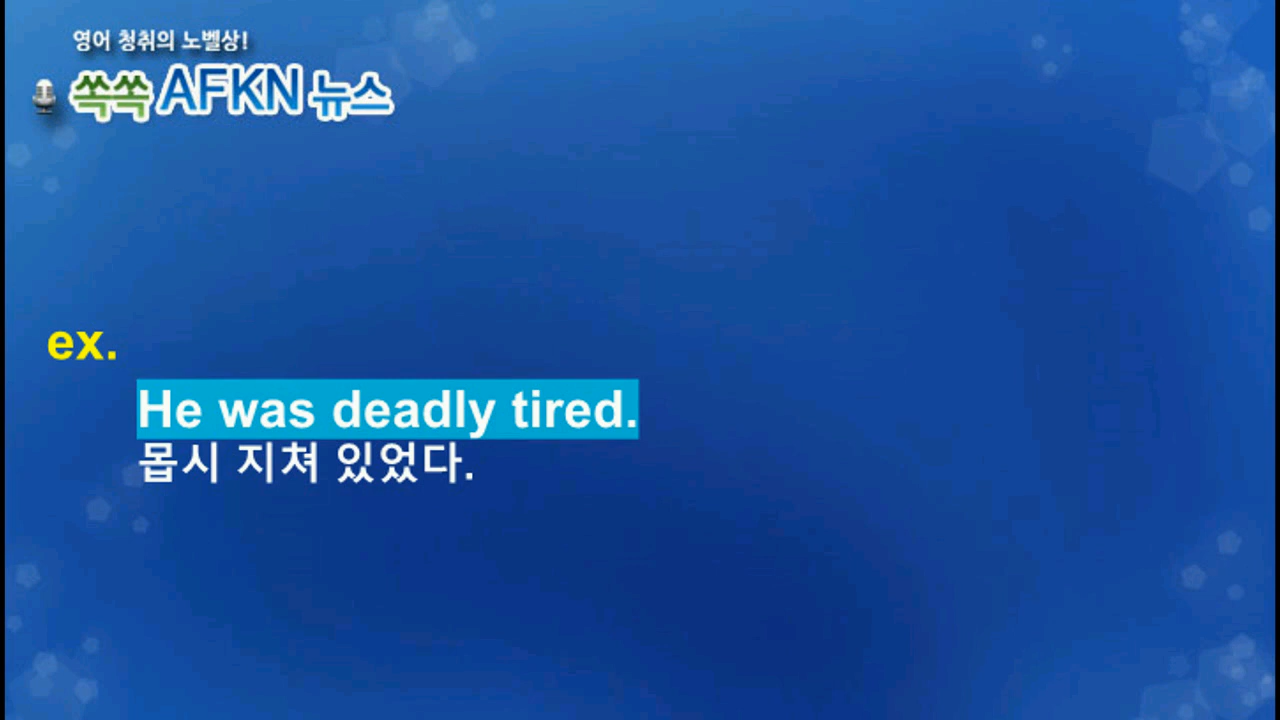 영어 청취의 노벨상!
쏙쏙 AFKN 뉴스
ex.
He was deadly tired.
몹시 지쳐 있었다.